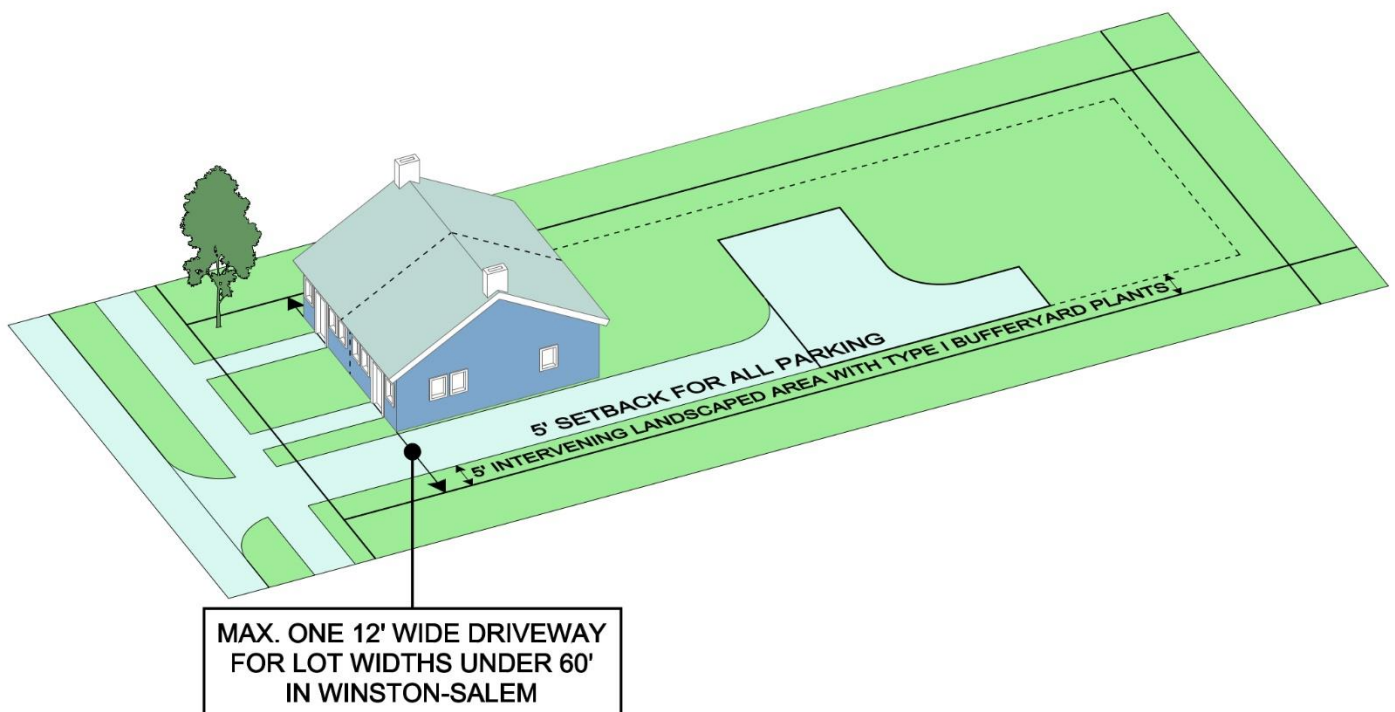 5' SETBACK FOR ALL PARKING
5' INTERVENING LANDSCAPED AREA WITH TYPE I BUFFERYARD PLANTS
MAX. ONE 12' WIDE DRIVEWAY
FOR LOT WIDTHS UNDER 60'
IN WINSTON-SALEM